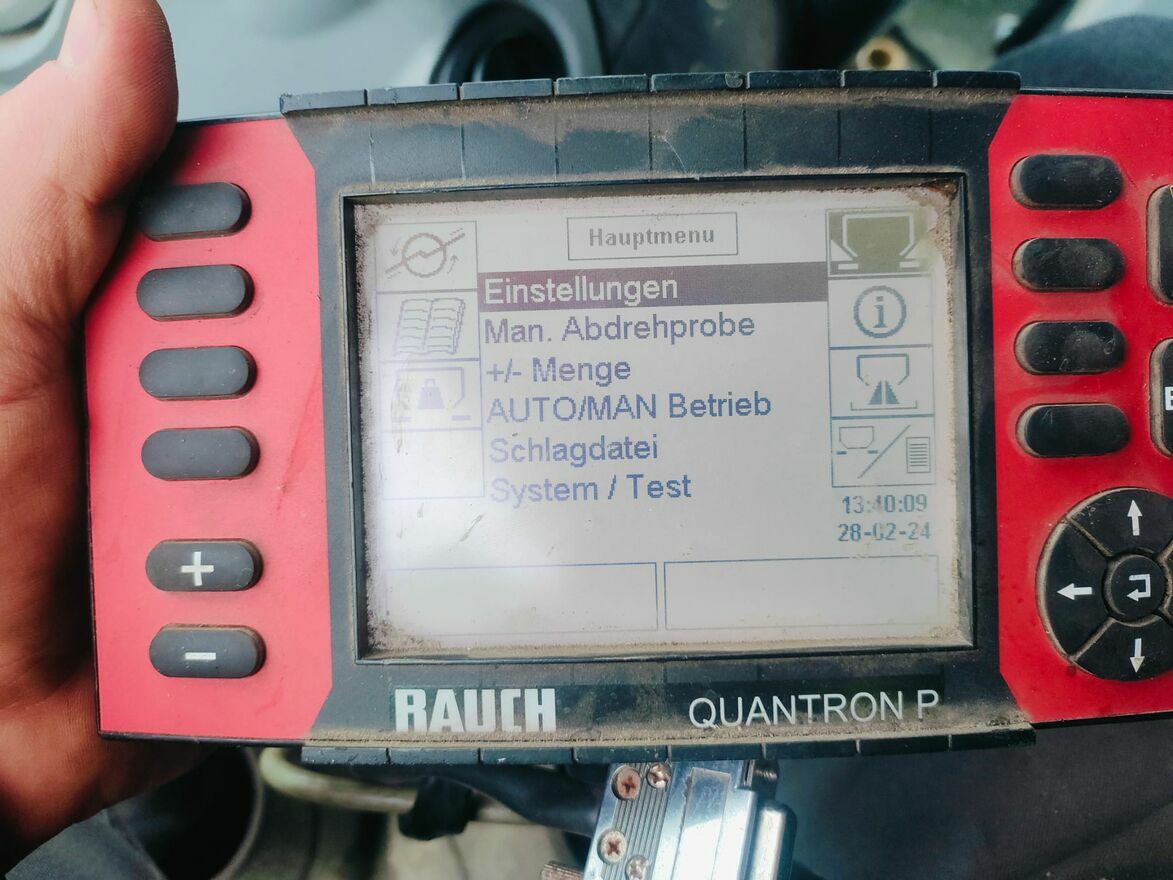 Hauptmenu
Einstellungen
Man. Abdrehprobe
+/- Menge
AUTO/MAN Betrieb
Schlagdatei
System / Test
13:40:09
28-02-24
+
-
RAUCH
QUANTRON P